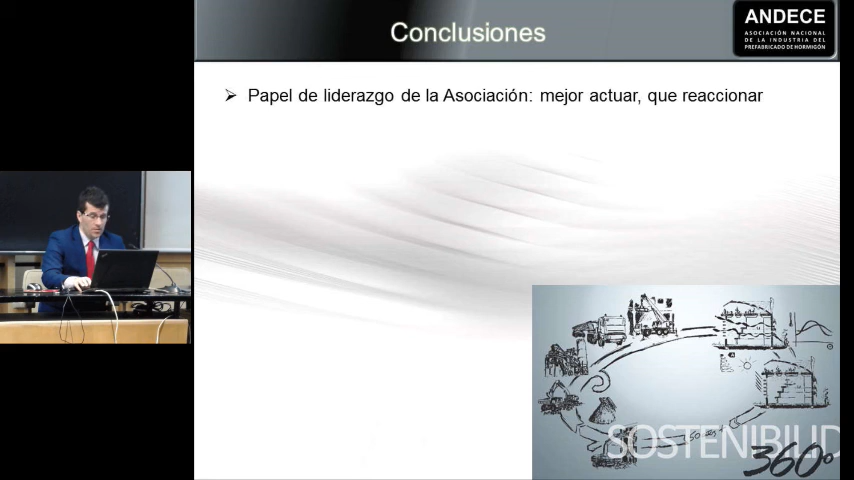 Conclusiones
ANDECE
ASOCIACIÓN NACIONAL
DE LA INDUSTRIA DEL
PREFABRICADO DE HORMIGÓN
➢ Papel de liderazgo de la Asociación: mejor actuar, que reaccionar
SOSTENIBILID
360º